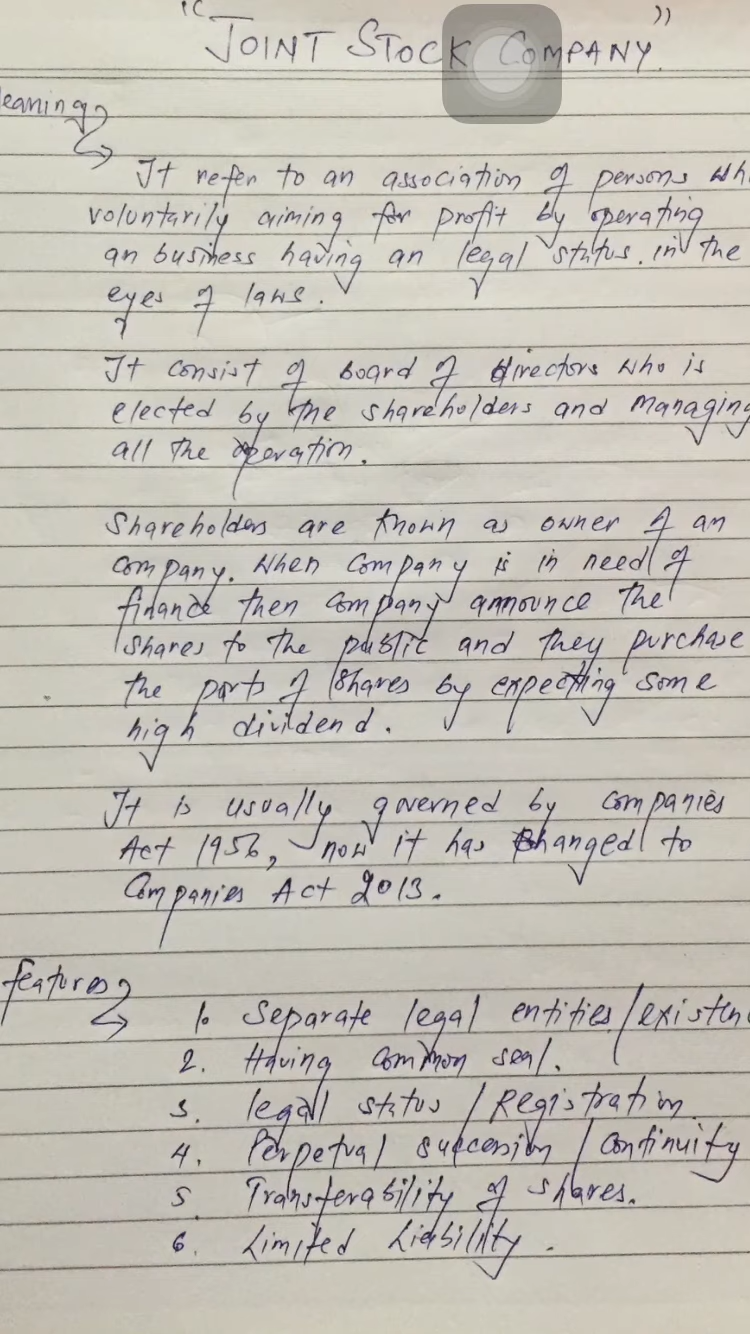 "JOINT STOCK COMPANY"
leaning
It refer to an association of persons wh
voluntarily aiming for profit by operating
an business having an legal status. in the
eyes of laws.
It consist of board of directors who is
elected by the shareholders and managing
all the operation.
Shareholders are known as owner of an
company. When company is in need of
finance then company announce the
shares to the public and they purchase
the parts of shares by expecting some
high dividend.
It is usually governed by companies
Act 1956, now it has changed to
Companies Act 2013.
features
1. Separate legal entities/existenc
2. Having common seal.
3. legal status / Registration
4. Perpetual succession / Continuity
5 Transferability of shares.
6. Limited Liability.